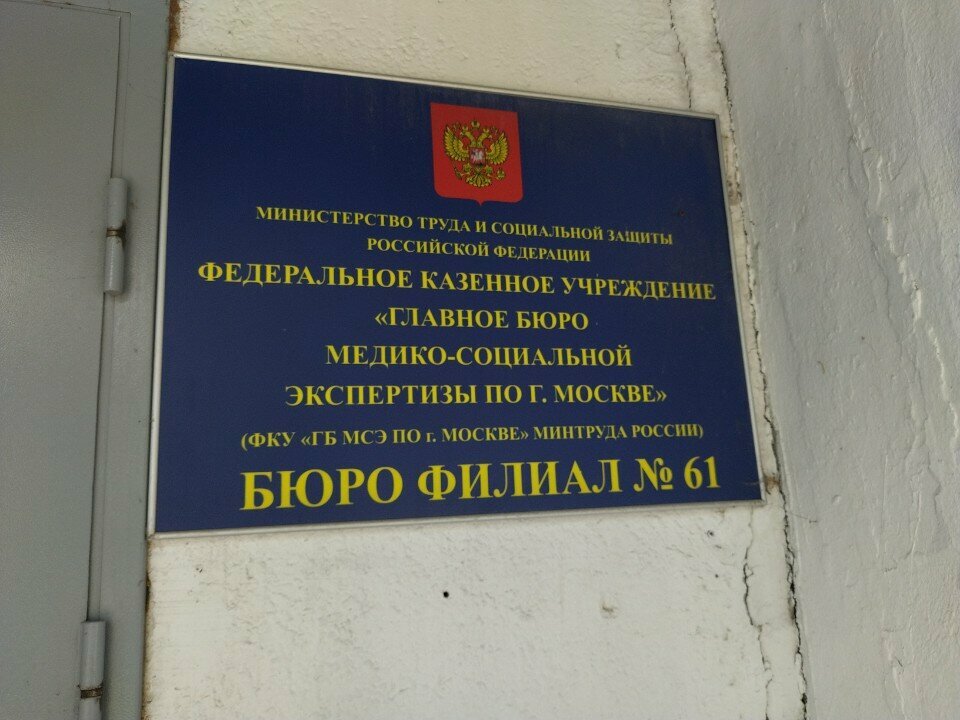 МИНИСТЕРСТВО ТРУДА И СОЦИАЛЬНОЙ ЗАЩИТЫ
РОССИЙСКОЙ ФЕДЕРАЦИИ
ФЕДЕРАЛЬНОЕ КАЗЕННОЕ УЧРЕЖДЕНИЕ
«ГЛАВНОЕ БЮРО
МЕДИКО-СОЦИАЛЬНОЙ
ЭКСПЕРТИЗЫ ПО Г. МОСКВЕ»
(ФКУ «ГБ МСЭ ПО г. МОСКВЕ» МИНТРУДА РОССИИ)
БЮРО ФИЛИАЛ № 61